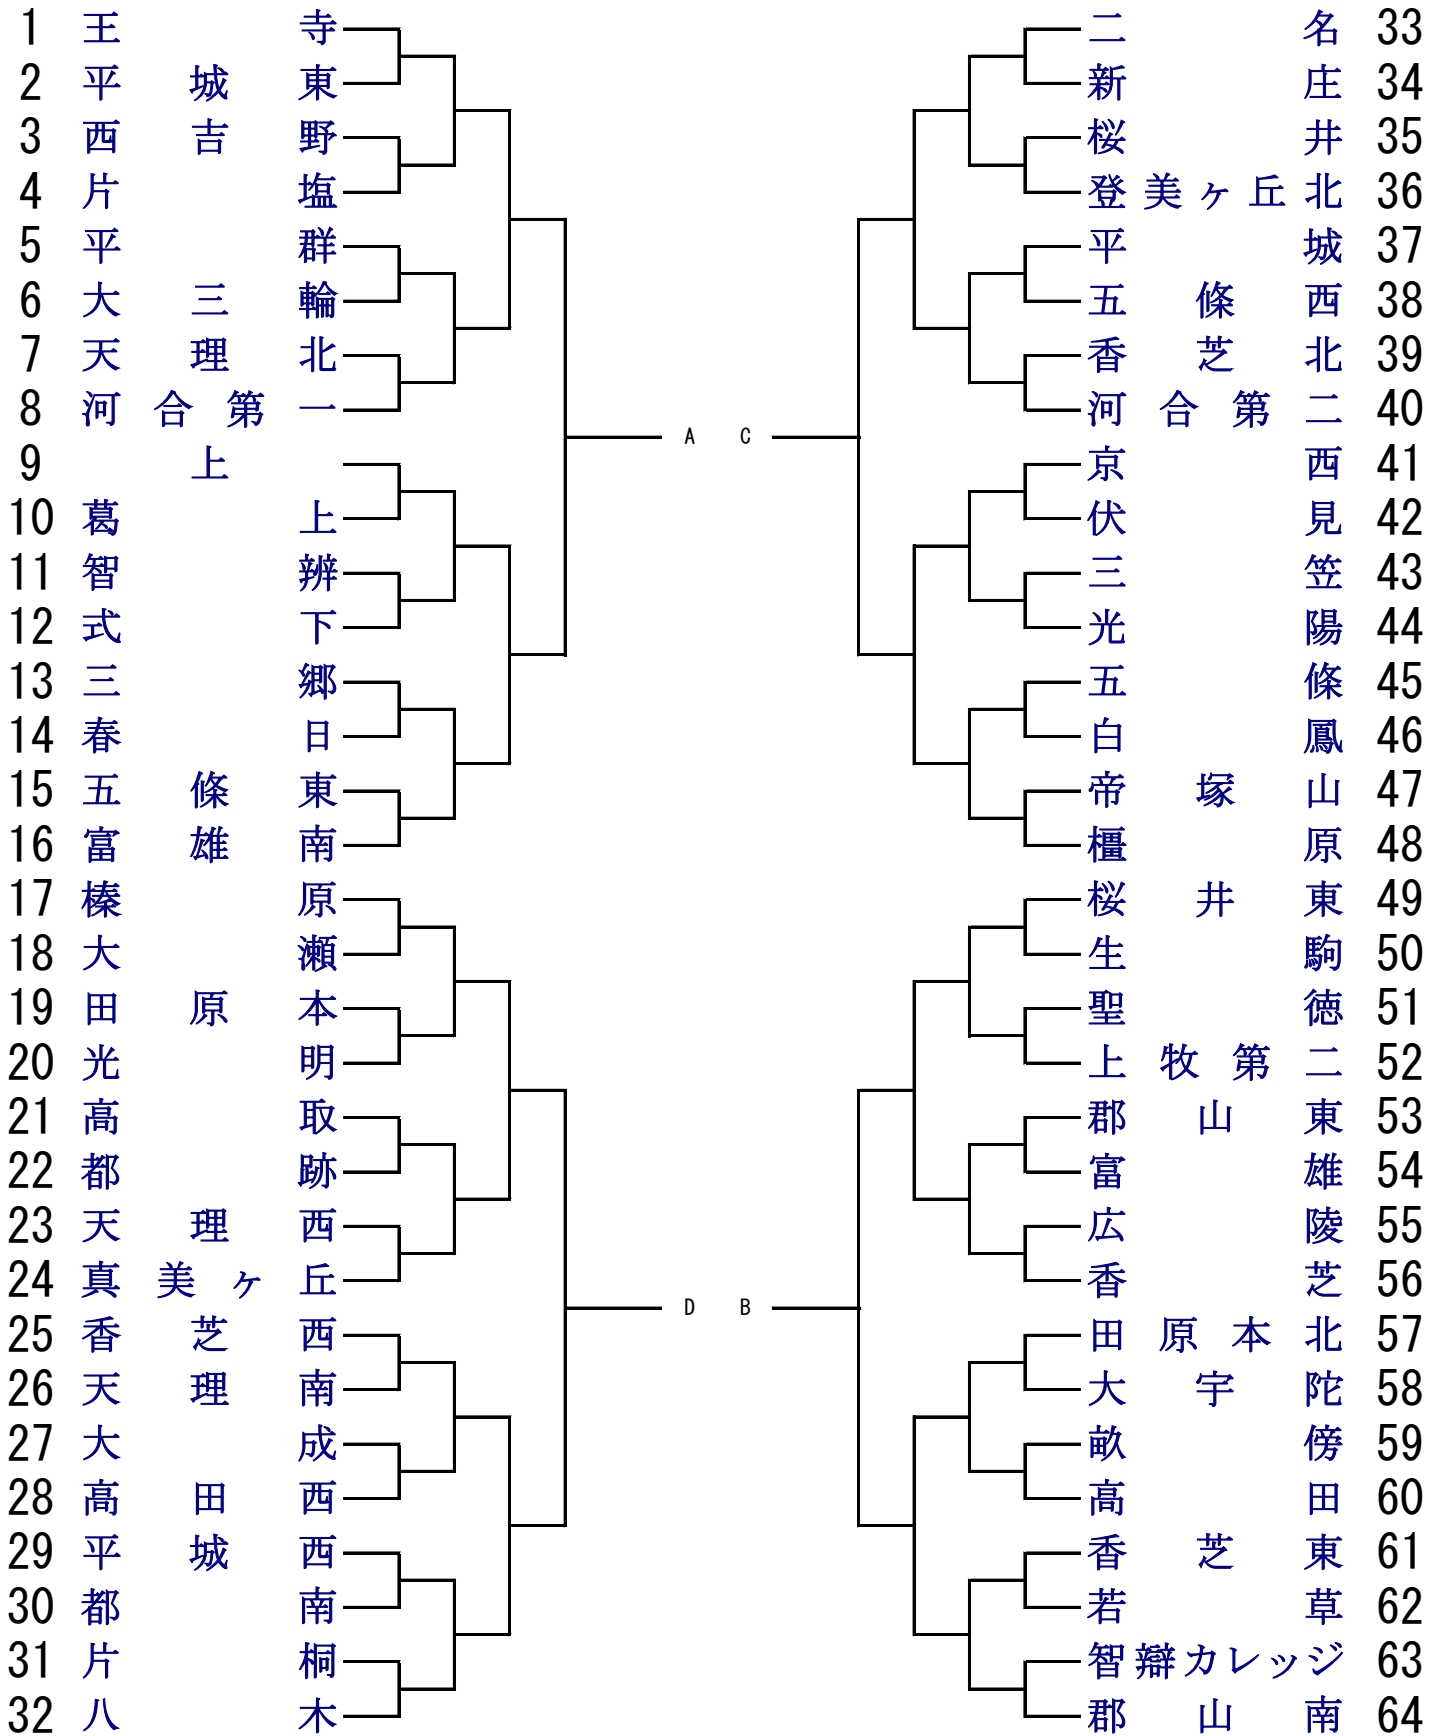 1 王寺
2 平城東
3 西吉野
4 片塩
5 平群
6 大三輪
7 天理北
8 河合第一
9 上
10 葛上
11 智辨
12 式下
13 三郷
14 春日
15 五條東
16 富雄南
17 榛原
18 大瀬
19 田原本
20 光明
21 高取
22 都跡
23 天理西
24 真美ヶ丘
25 香芝西
26 天理南
27 大成
28 高田西
29 平城西
30 都南
31 片桐
32 八木
A C
D B
二名 33
新庄 34
桜井 35
登美ヶ丘北 36
平城 37
五條西 38
香芝北 39
河合第二 40
京西 41
伏見 42
三笠 43
光陽 44
五條 45
白鳳 46
帝塚山 47
橿原 48
桜井東 49
生駒 50
聖徳 51
上牧第二 52
郡山東 53
富雄 54
広陵 55
香芝 56
田原本北 57
大宇陀 58
畝傍 59
高田 60
香芝東 61
若草 62
智辯カレッジ 63
郡山南 64